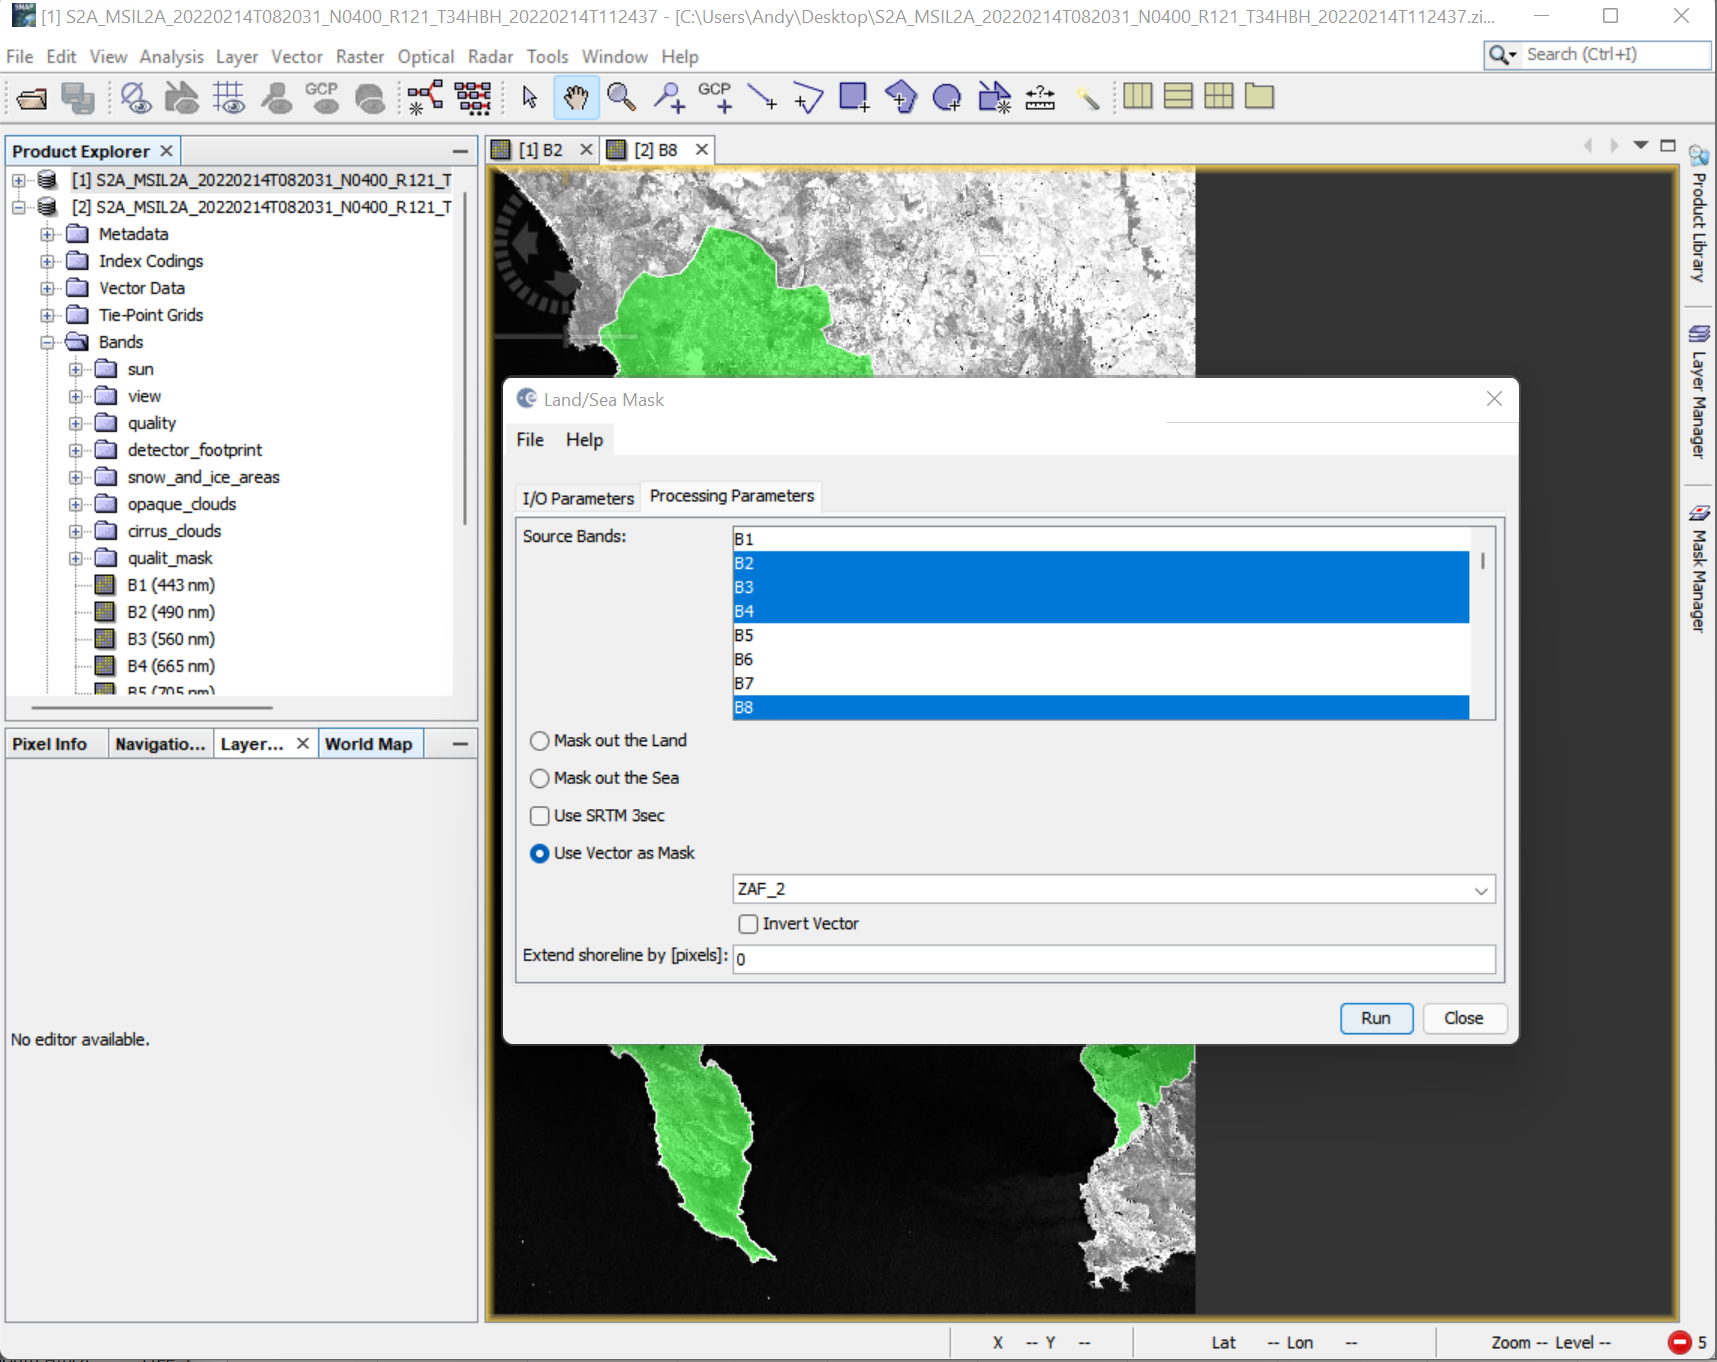 SNAP
[1] S2A_MSIL2A_20220214T082031_N0400_R121_T34HBH_20220214T112437 - [C:\Users\Andy\Desktop\S2A_MSIL2A_20220214T082031_N0400_R121_T34HBH_20220214T112437.zi...
File Edit View Analysis Layer Vector Raster Optical Radar Tools Window Help
Search (Ctrl+I)
GCP
GCP
Product Explorer
[1] B2
[2] B8
[1] S2A_MSIL2A_20220214T082031_N0400_R121_T
[2] S2A_MSIL2A_20220214T082031_N0400_R121_T
Metadata
Index Codings
Vector Data
Tie-Point Grids
Bands
sun
view
quality
detector_footprint
snow_and_ice_areas
opaque_clouds
cirrus_clouds
qualit_mask
B1 (443 nm)
B2 (490 nm)
B3 (560 nm)
B4 (665 nm)
B5 (705 nm)
Pixel Info
Navigatio...
Layer...
World Map
No editor available.
Land/Sea Mask
File Help
I/O Parameters
Processing Parameters
Source Bands:
B1
B2
B3
B4
B5
B6
B7
B8
Mask out the Land
Mask out the Sea
Use SRTM 3sec
Use Vector as Mask
ZAF_2
Invert Vector
Extend shoreline by [pixels]: 0
Run
Close
Product Library
Layer Manager
Mask Manager
X -- Y --
Lat -- Lon --
Zoom -- Level --
5